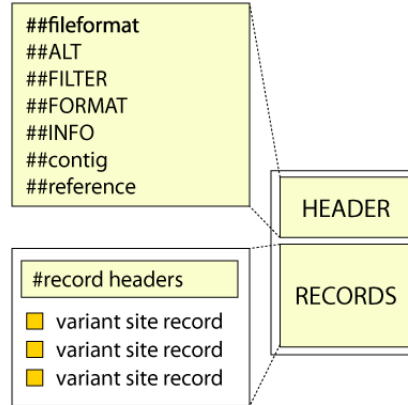 ##fileformat
##ALT
##FILTER
##FORMAT
##INFO
##contig
##reference
HEADER
RECORDS
#record headers
variant site record
variant site record
variant site record